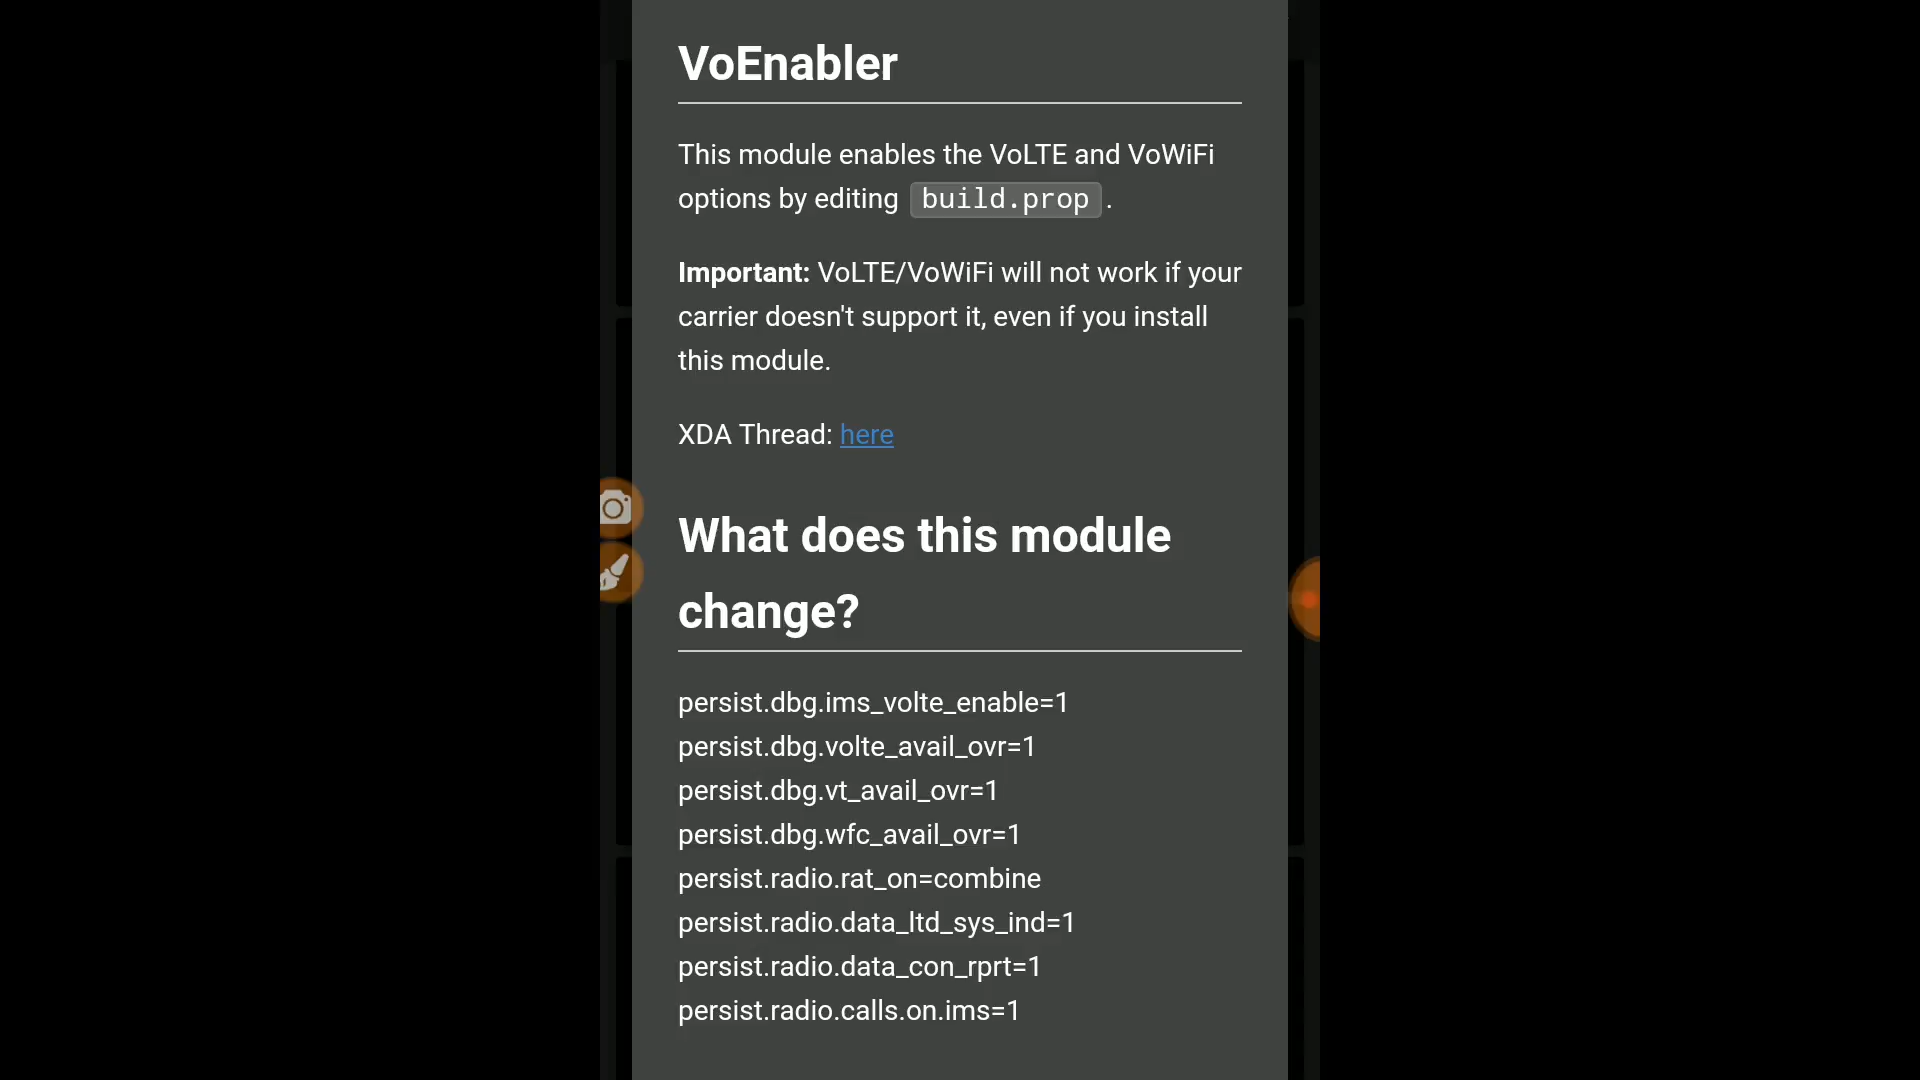 VoEnabler
This module enables the VoLTE and VoWiFi
options by editing build.prop .
Important: VoLTE/VoWiFi will not work if your
carrier doesn't support it, even if you install
this module.
XDA Thread: here
What does this module
change?
persist.dbg.ims_volte_enable=1
persist.dbg.volte_avail_ovr=1
persist.dbg.vt_avail_ovr=1
persist.dbg.wfc_avail_ovr=1
persist.radio.rat_on=combine
persist.radio.data_ltd_sys_ind=1
persist.radio.data_con_rprt=1
persist.radio.calls.on.ims=1